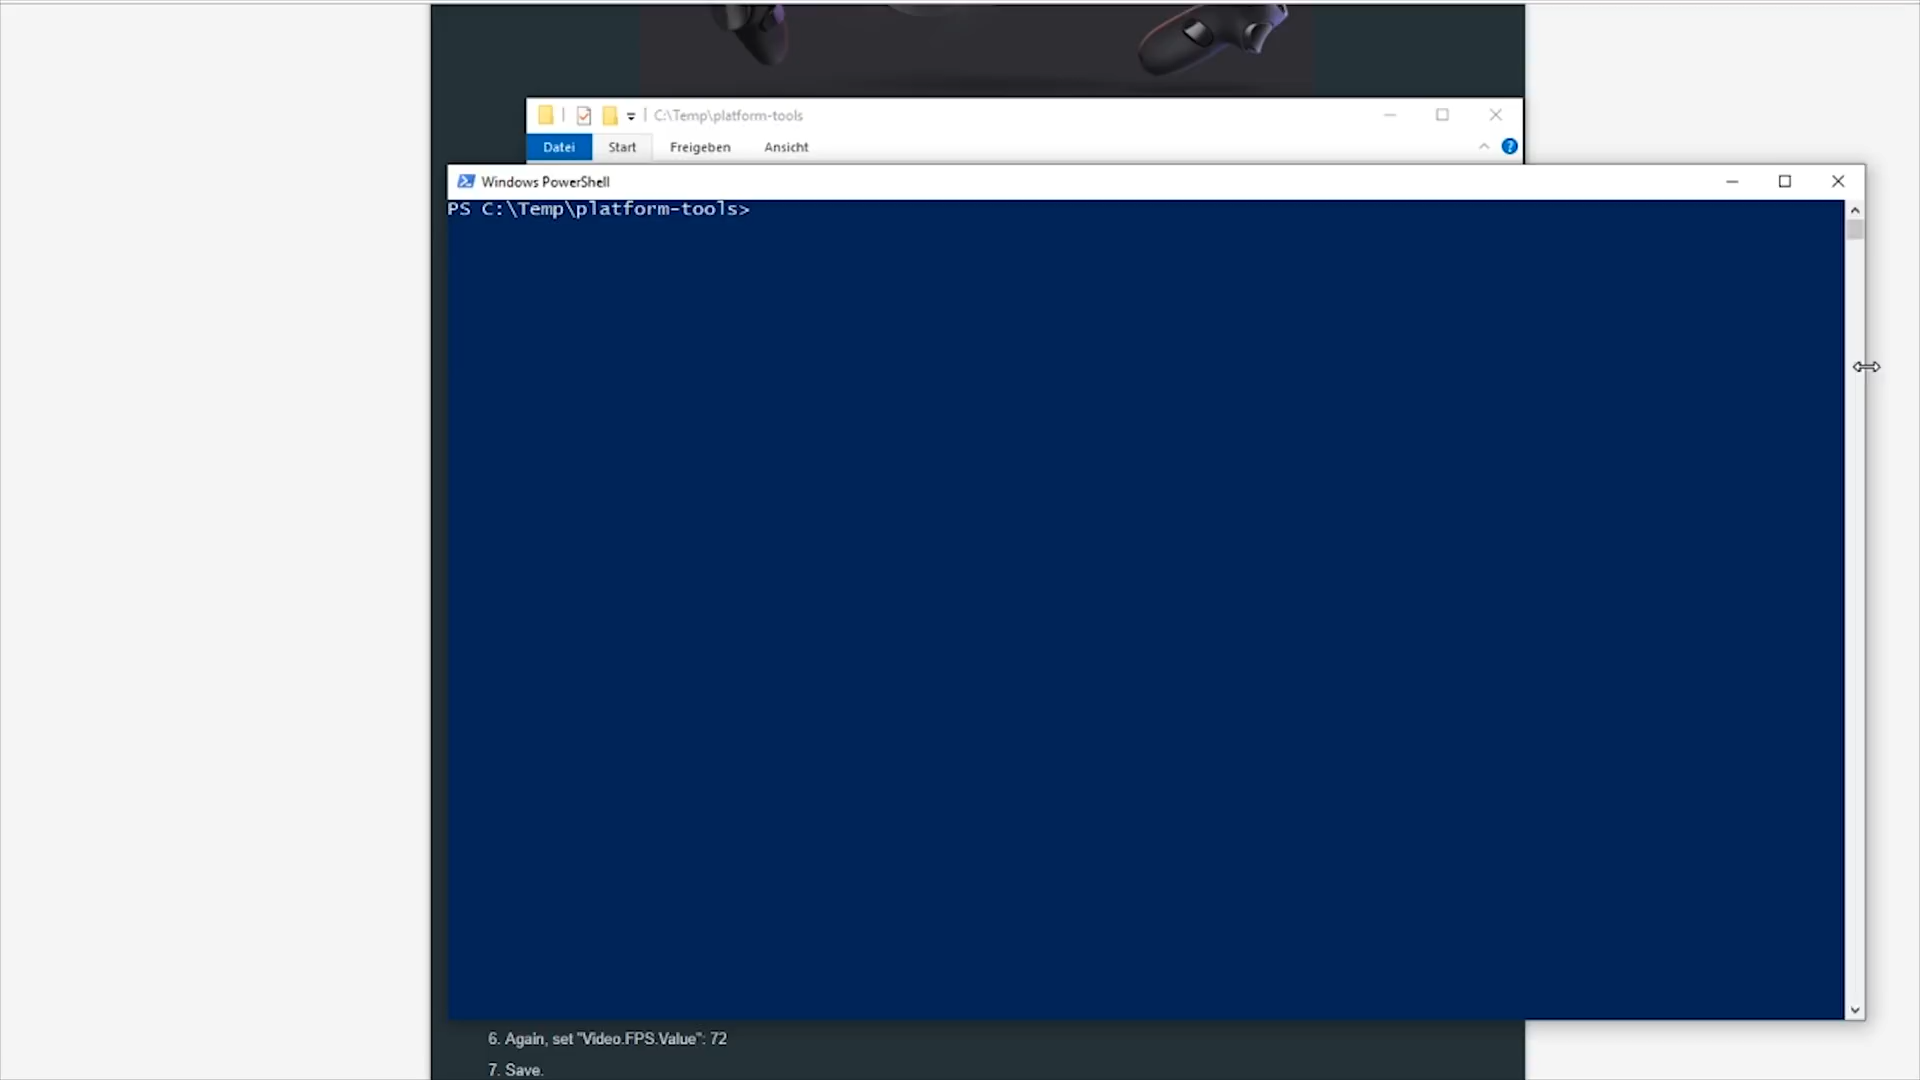 C:\Temp\platform-tools
Datei Start Freigeben Ansicht
Windows PowerShell
PS C:\Temp\platform-tools>
6. Again, set "Video.FPS.Value": 72
7. Save.